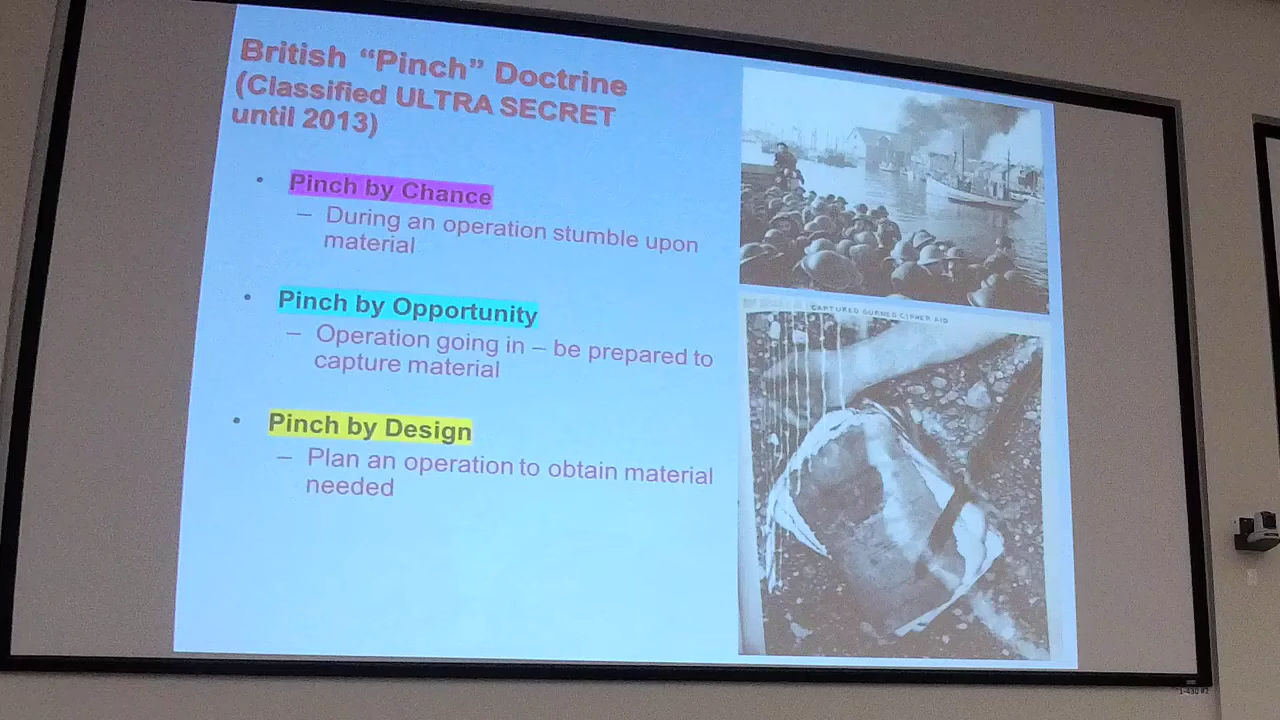 British “Pinch” Doctrine
(Classified ULTRA SECRET
until 2013)
• Pinch by Chance
– During an operation stumble upon
material
• Pinch by Opportunity
– Operation going in – be prepared to
capture material
• Pinch by Design
– Plan an operation to obtain material
needed
CAPTURED BURNED CIPHER AID